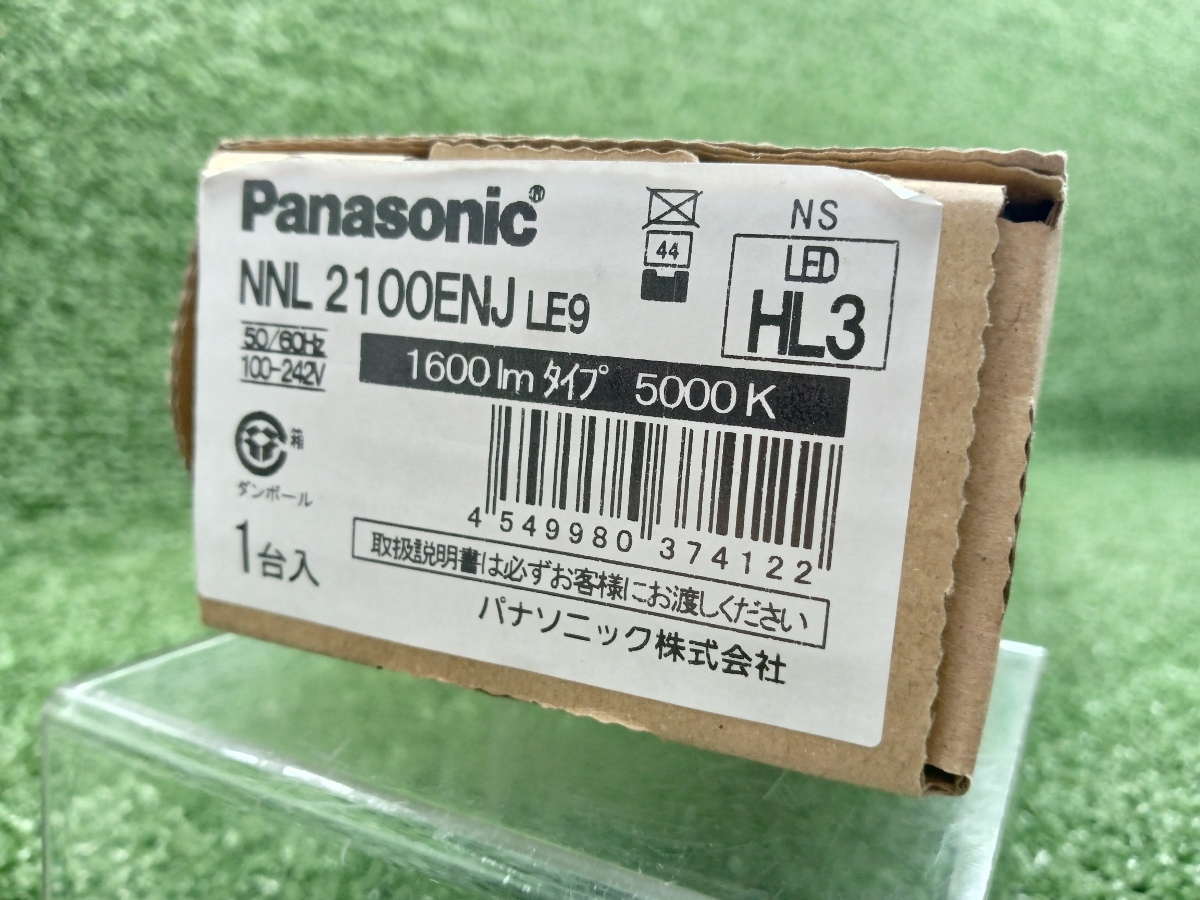 Panasonic®
NNL 2100ENJ LE9
50/60Hz
100-242V
44
NS
LED
HL3
1600 lm タイプ 5000 K
箱
ダンボール
1台入
4 549980 374122
取扱説明書は必ずお客様にお渡しください
パナソニック株式会社